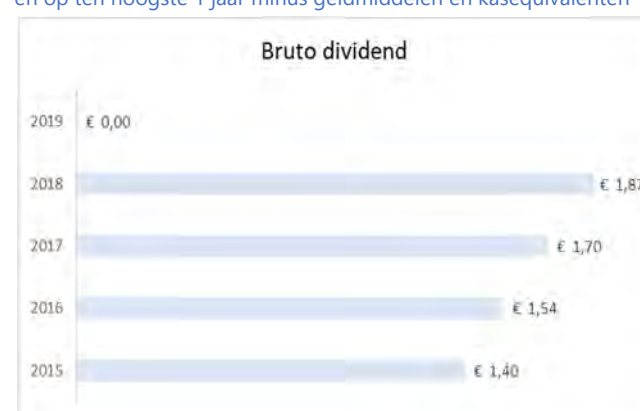 en op ten hoogste 1 jaar minus geldmiddelen en kasequivalenten
Bruto dividend
2019 € 0,00
2018 € 1,87
2017 € 1,70
2016 € 1,54
2015 € 1,40